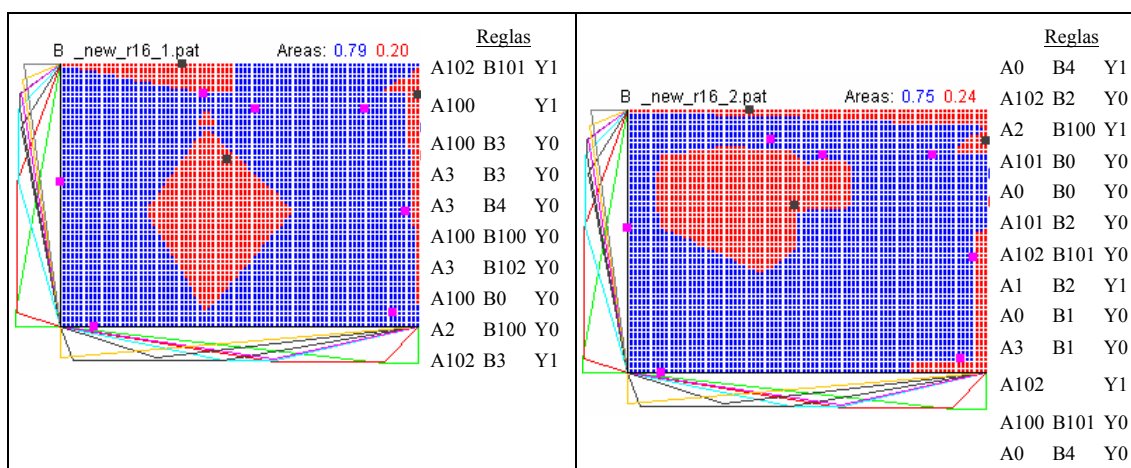 Reglas
B _new_r16_1.pat Areas: 0.79 0.20
A102 B101 Y1
A100 Y1
A100 B3 Y0
A3 B3 Y0
A3 B4 Y0
A100 B100 Y0
A3 B102 Y0
A100 B0 Y0
A2 B100 Y0
A102 B3 Y1
Reglas
A0 B4 Y1
B _new_r16_2.pat Areas: 0.75 0.24
A102 B2 Y0
A2 B100 Y1
A101 B0 Y0
A0 B0 Y0
A101 B2 Y0
A102 B101 Y0
A1 B2 Y1
A0 B1 Y0
A3 B1 Y0
A102 Y1
A100 B101 Y0
A0 B4 Y0